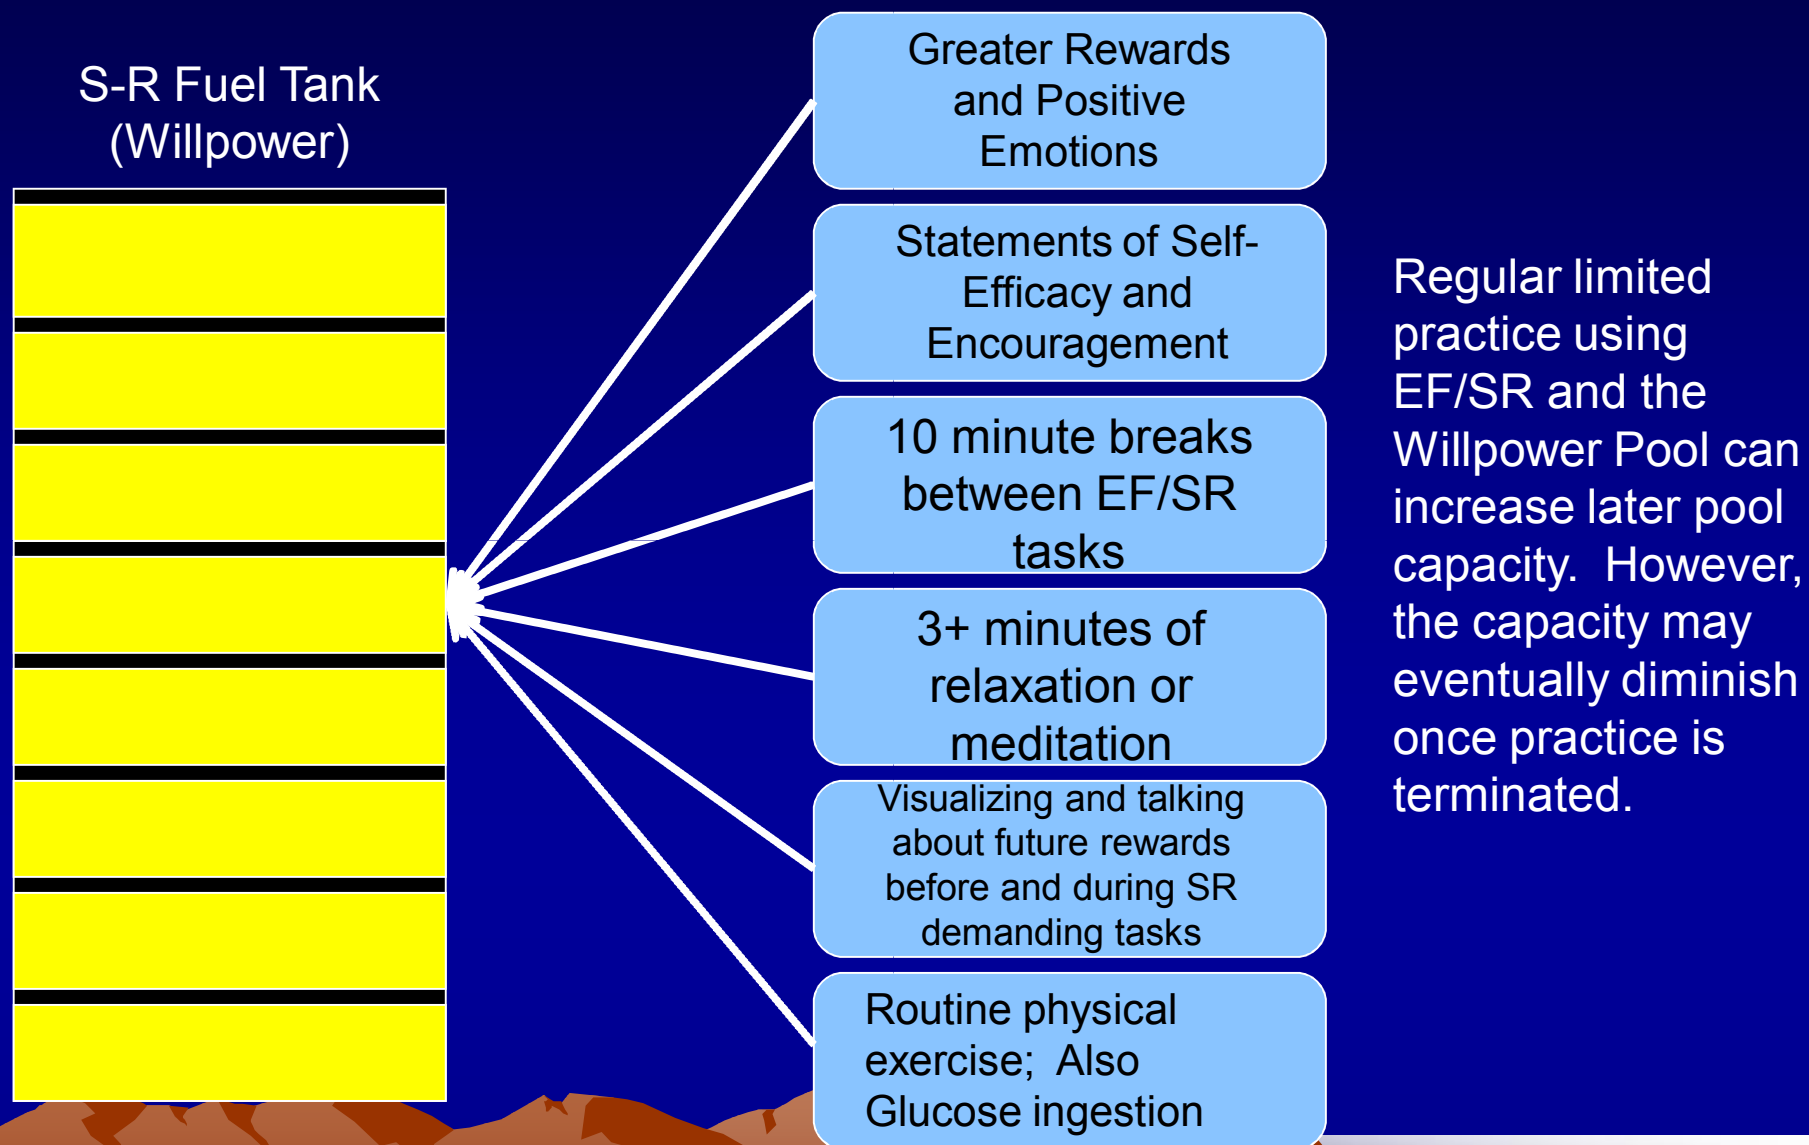 S-R Fuel Tank
(Willpower)
Greater Rewards
and Positive
Emotions
Statements of Self-
Efficacy and
Encouragement
10 minute breaks
between EF/SR
tasks
3+ minutes of
relaxation or
meditation
Visualizing and talking
about future rewards
before and during SR
demanding tasks
Routine physical
exercise;  Also
Glucose ingestion
Regular limited
practice using
EF/SR and the
Willpower Pool can
increase later pool
capacity.  However,
the capacity may
eventually diminish
once practice is
terminated.